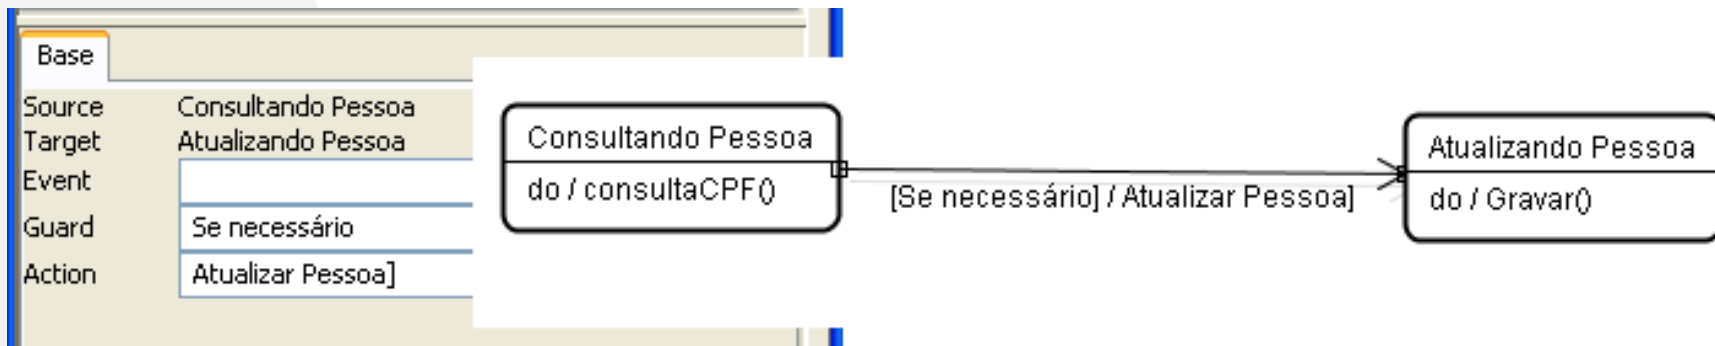 Base
Source Consultando Pessoa
Target Atualizando Pessoa
Event
Guard Se necessário
Action Atualizar Pessoa]
Consultando Pessoa
do / consultaCPF()
[Se necessário] / Atualizar Pessoa]
Atualizando Pessoa
do / Gravar()